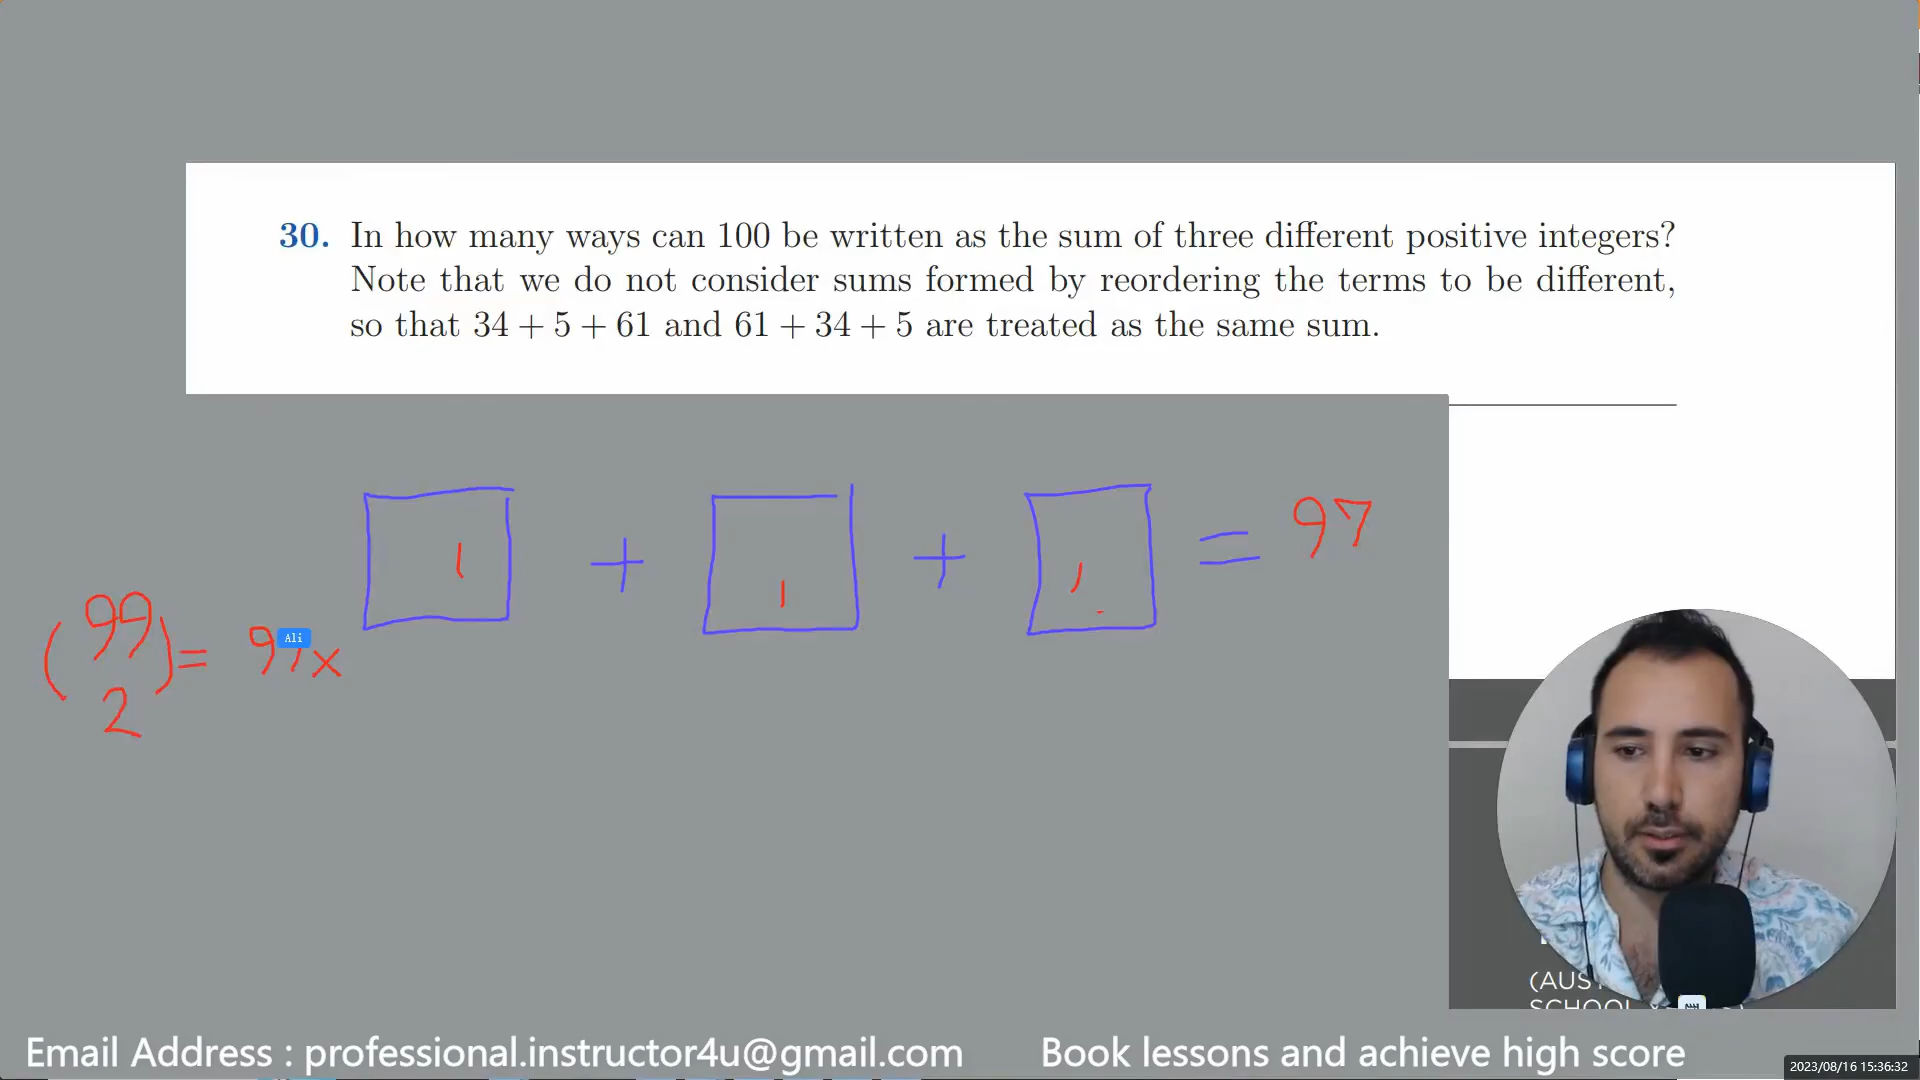 30. In how many ways can 100 be written as the sum of three different positive integers?
Note that we do not consider sums formed by reordering the terms to be different,
so that 34 + 5 + 61 and 61 + 34 + 5 are treated as the same sum.
1 + 1 + 1 = 97
(99
2) = 97x
Ali
(AUS
SCHOOL
Email Address : professional.instructor4u@gmail.com Book lessons and achieve high score
2023/08/16 15:36:32